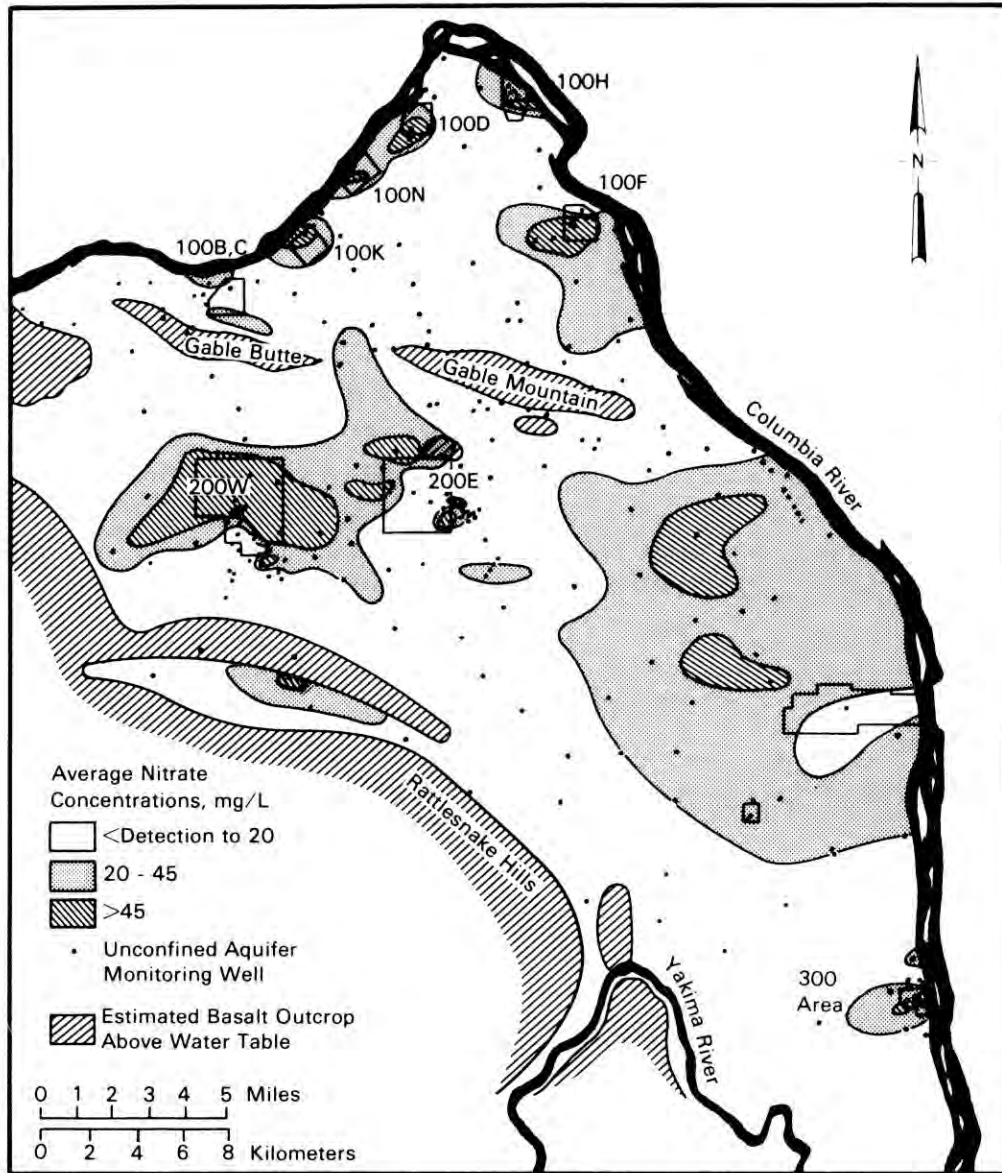 100H
100D
N
100N
100F
100B,C
100K
Gable Butte
Gable Mountain
Columbia River
200W
200E
Average Nitrate
Concentrations, mg/L
<Detection to 20
20 - 45
>45
Unconfined Aquifer
Monitoring Well
Estimated Basalt Outcrop
Above Water Table
Rattlesnake Hills
Yakima River
300
Area
0 1 2 3 4 5 Miles
0 2 4 6 8 Kilometers